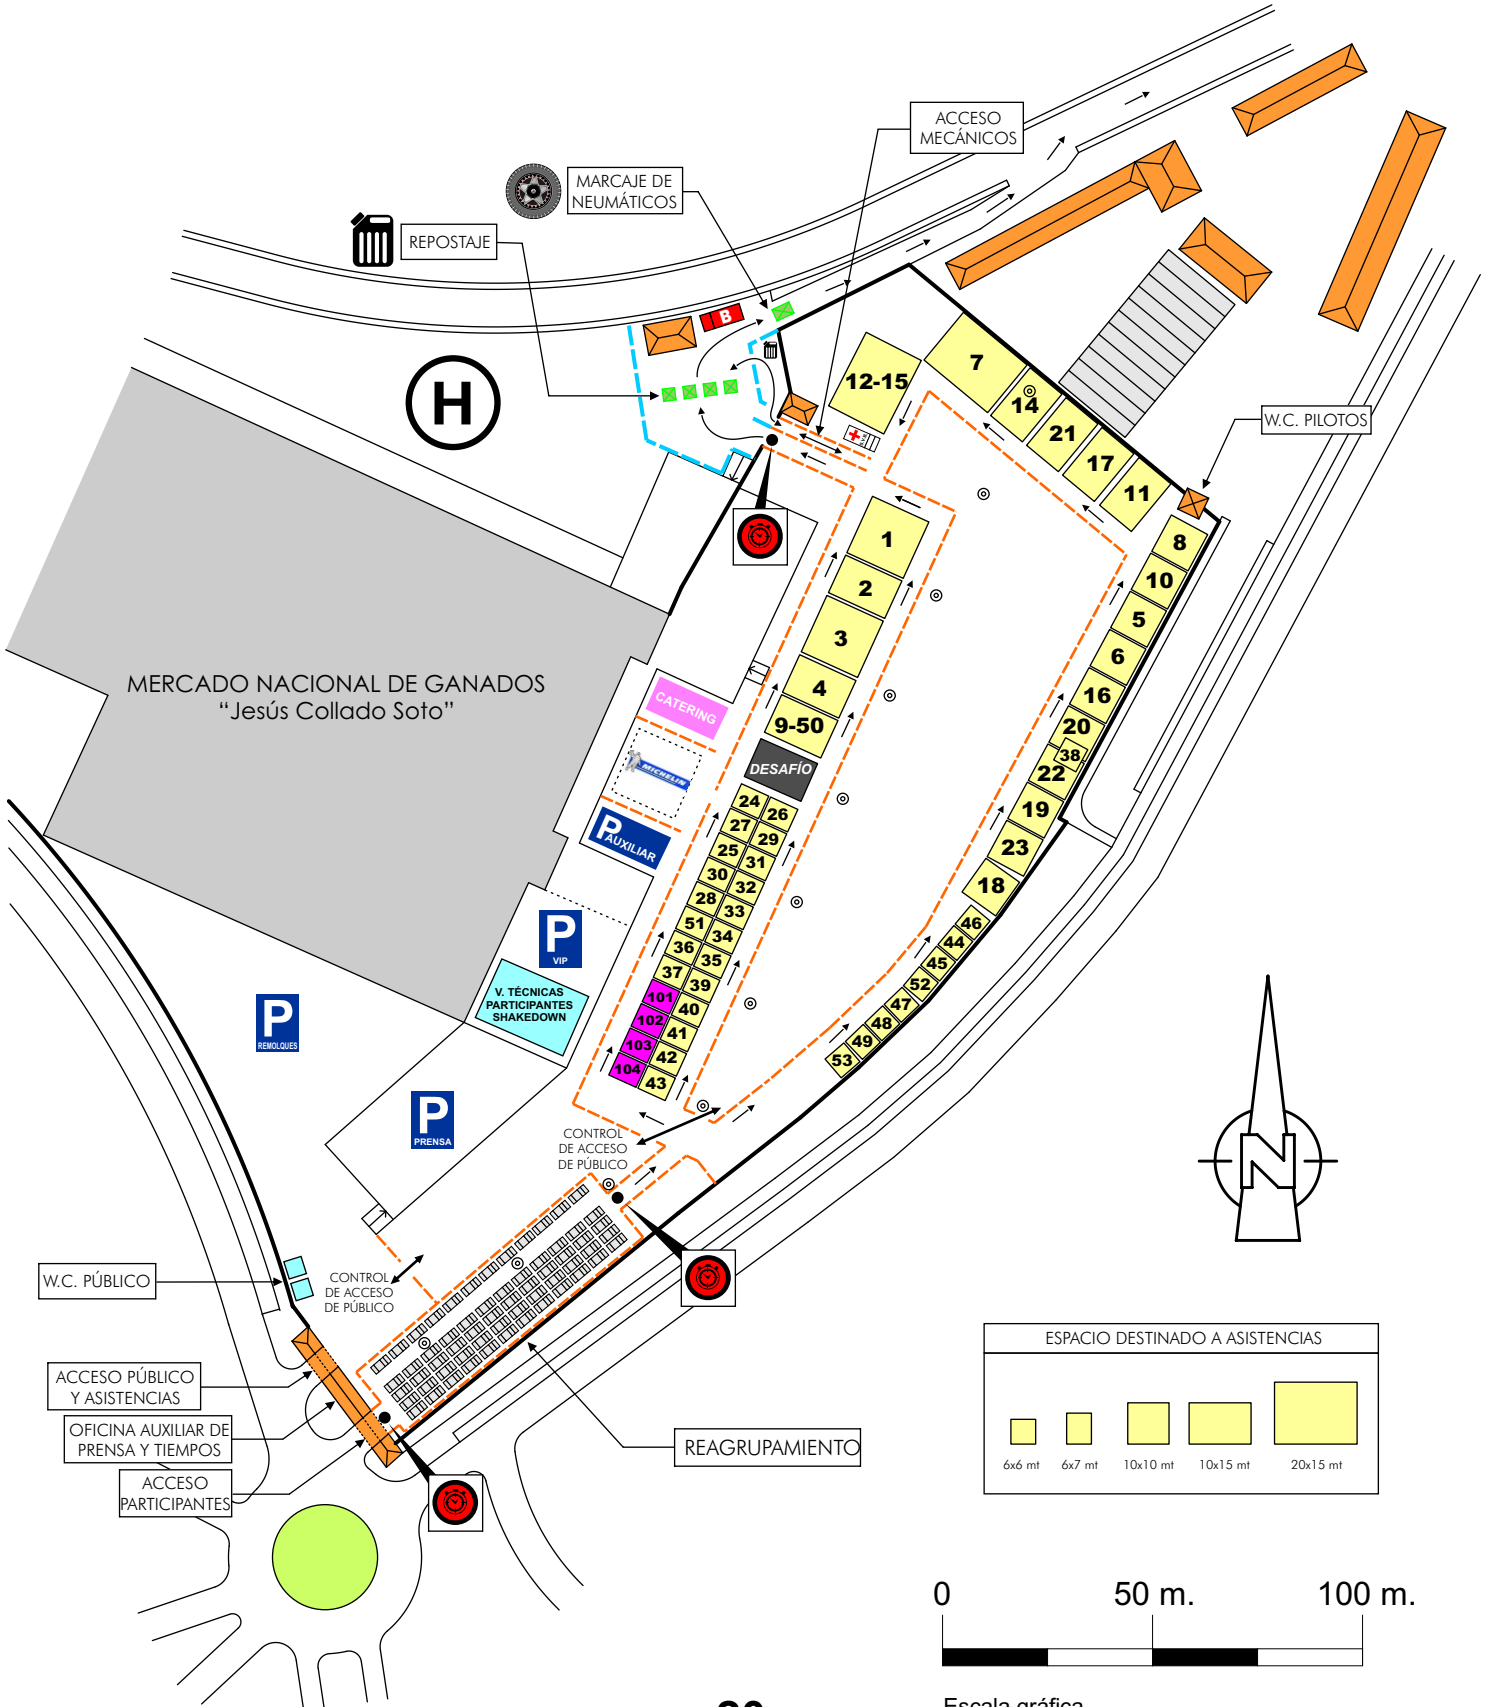 ACCESO
MECÁNICOS
MARCAJE DE
NEUMÁTICOS
REPOSTAJE
B
H
7
12-15
14
21
17
11
W.C. PILOTOS
1
2
3
4
9-50
DESAFÍO
8
10
5
6
16
20
38
22
19
23
18
MERCADO NACIONAL DE GANADOS
“Jesús Collado Soto”
CATERING
MICHELIN
P
AUXILIAR
24
26
27
29
25
31
30
32
28
33
51
34
36
35
37
39
101
40
102
41
103
42
104
43
46
44
45
52
47
48
49
53
P
VIP
V. TÉCNICAS
PARTICIPANTES
SHAKEDOWN
P
REMOLQUES
P
PRENSA
CONTROL
DE ACCESO
DE PÚBLICO
N
W.C. PÚBLICO
CONTROL
DE ACCESO
DE PÚBLICO
ACCESO PÚBLICO
Y ASISTENCIAS
OFICINA AUXILIAR DE
PRENSA Y TIEMPOS
ACCESO
PARTICIPANTES
REAGRUPAMIENTO
ESPACIO DESTINADO A ASISTENCIAS
6x6 mt 6x7 mt 10x10 mt 10x15 mt 20x15 mt
0 50 m. 100 m.